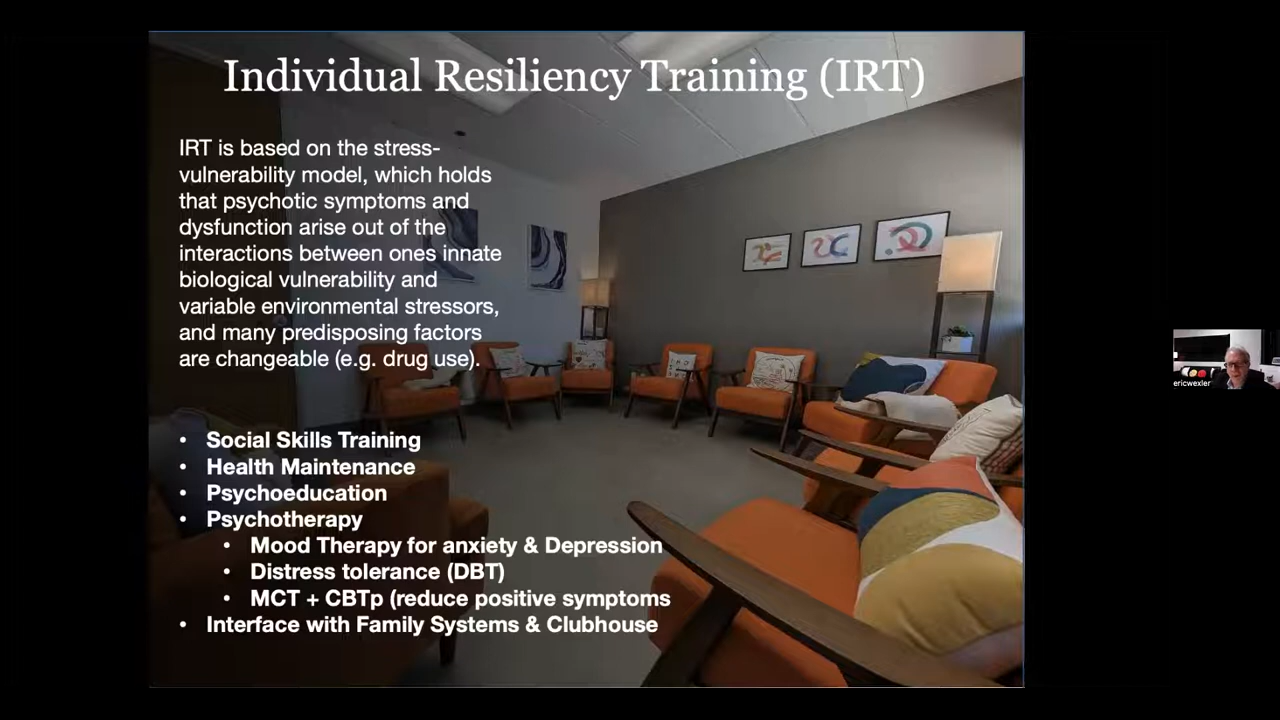 Individual Resiliency Training (IRT)
IRT is based on the stress-
vulnerability model, which holds
that psychotic symptoms and
dysfunction arise out of the
interactions between ones innate
biological vulnerability and
variable environmental stressors,
and many predisposing factors
are changeable (e.g. drug use).
• Social Skills Training
• Health Maintenance
• Psychoeducation
• Psychotherapy
• Mood Therapy for anxiety & Depression
• Distress tolerance (DBT)
• MCT + CBTp (reduce positive symptoms
• Interface with Family Systems & Clubhouse
ericwexler